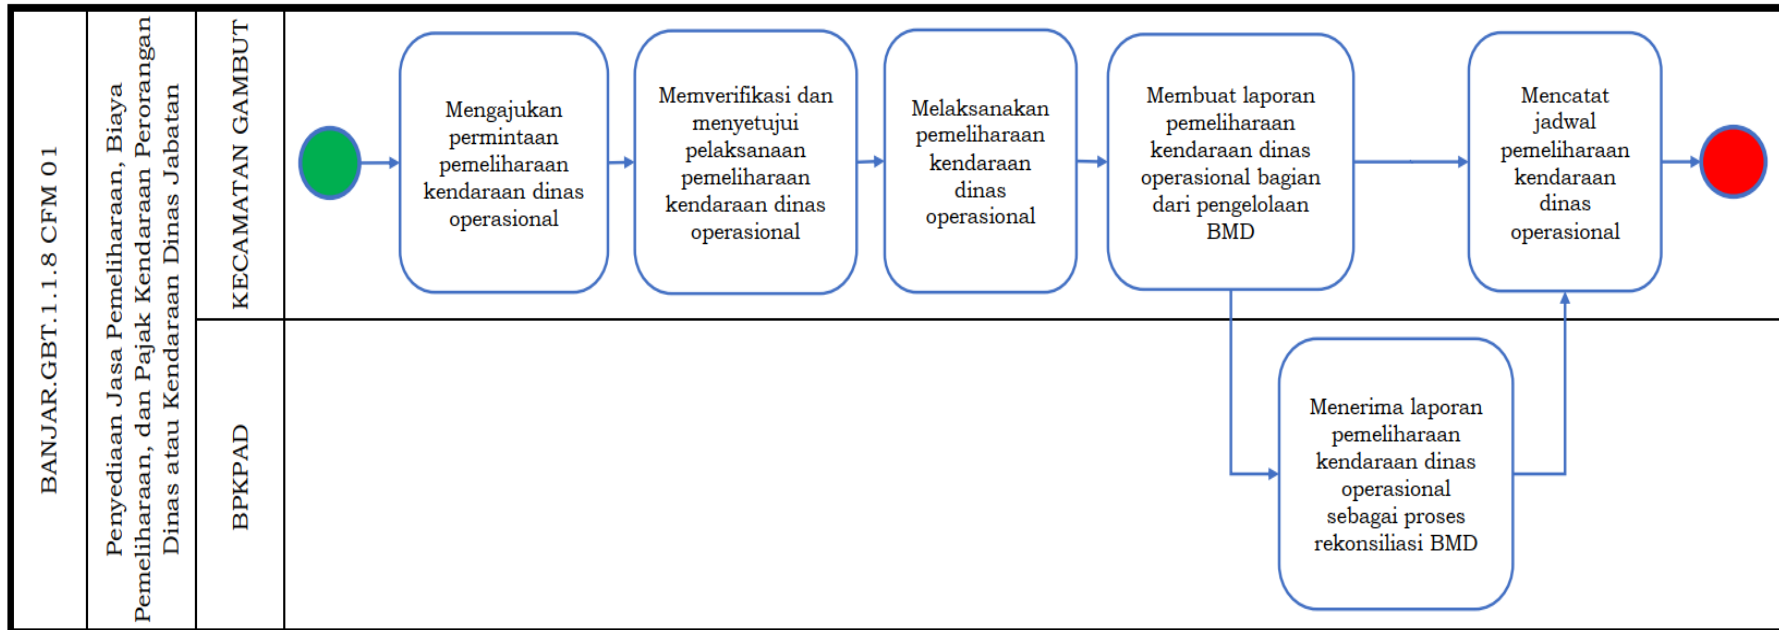 BANJAR.GBT.1.1.8 CFM 01
Penyediaan Jasa Pemeliharaan, Biaya
Pemeliharaan, dan Pajak Kendaraan Perorangan
Dinas atau Kendaraan Dinas Jabatan
KECAMATAN GAMBUT
Mengajukan
permintaan
pemeliharaan
kendaraan dinas
operasional
Memverifikasi dan
menyetujui
pelaksanaan
pemeliharaan
kendaraan dinas
operasional
Melaksanakan
pemeliharaan
kendaraan
dinas
operasional
Membuat laporan
pemeliharaan
kendaraan dinas
operasional bagian
dari pengelolaan
BMD
Mencatat
jadwal
pemeliharaan
kendaraan
dinas
operasional
BPKPAD
Menerima laporan
pemeliharaan
kendaraan dinas
operasional
sebagai proses
rekonsiliasi BMD